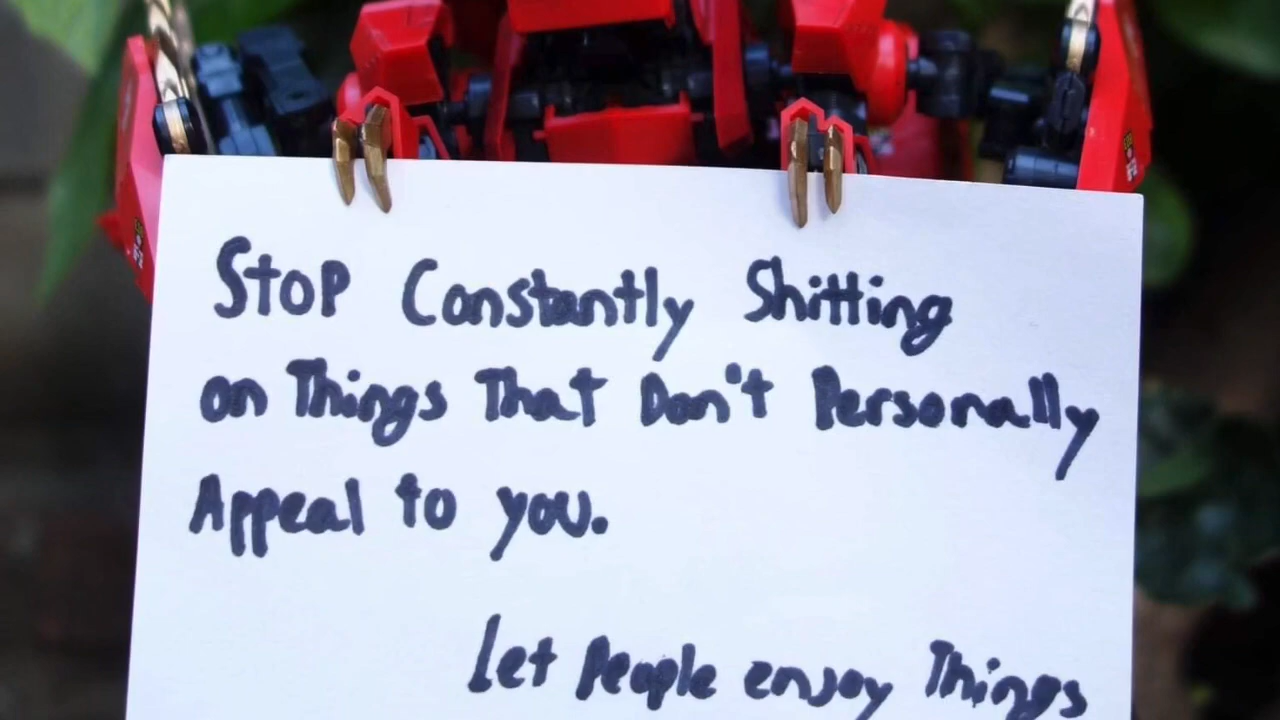 Stop Constantly Shitting
on Things That Don't Personally
Appeal to you.
Let People enjoy Things